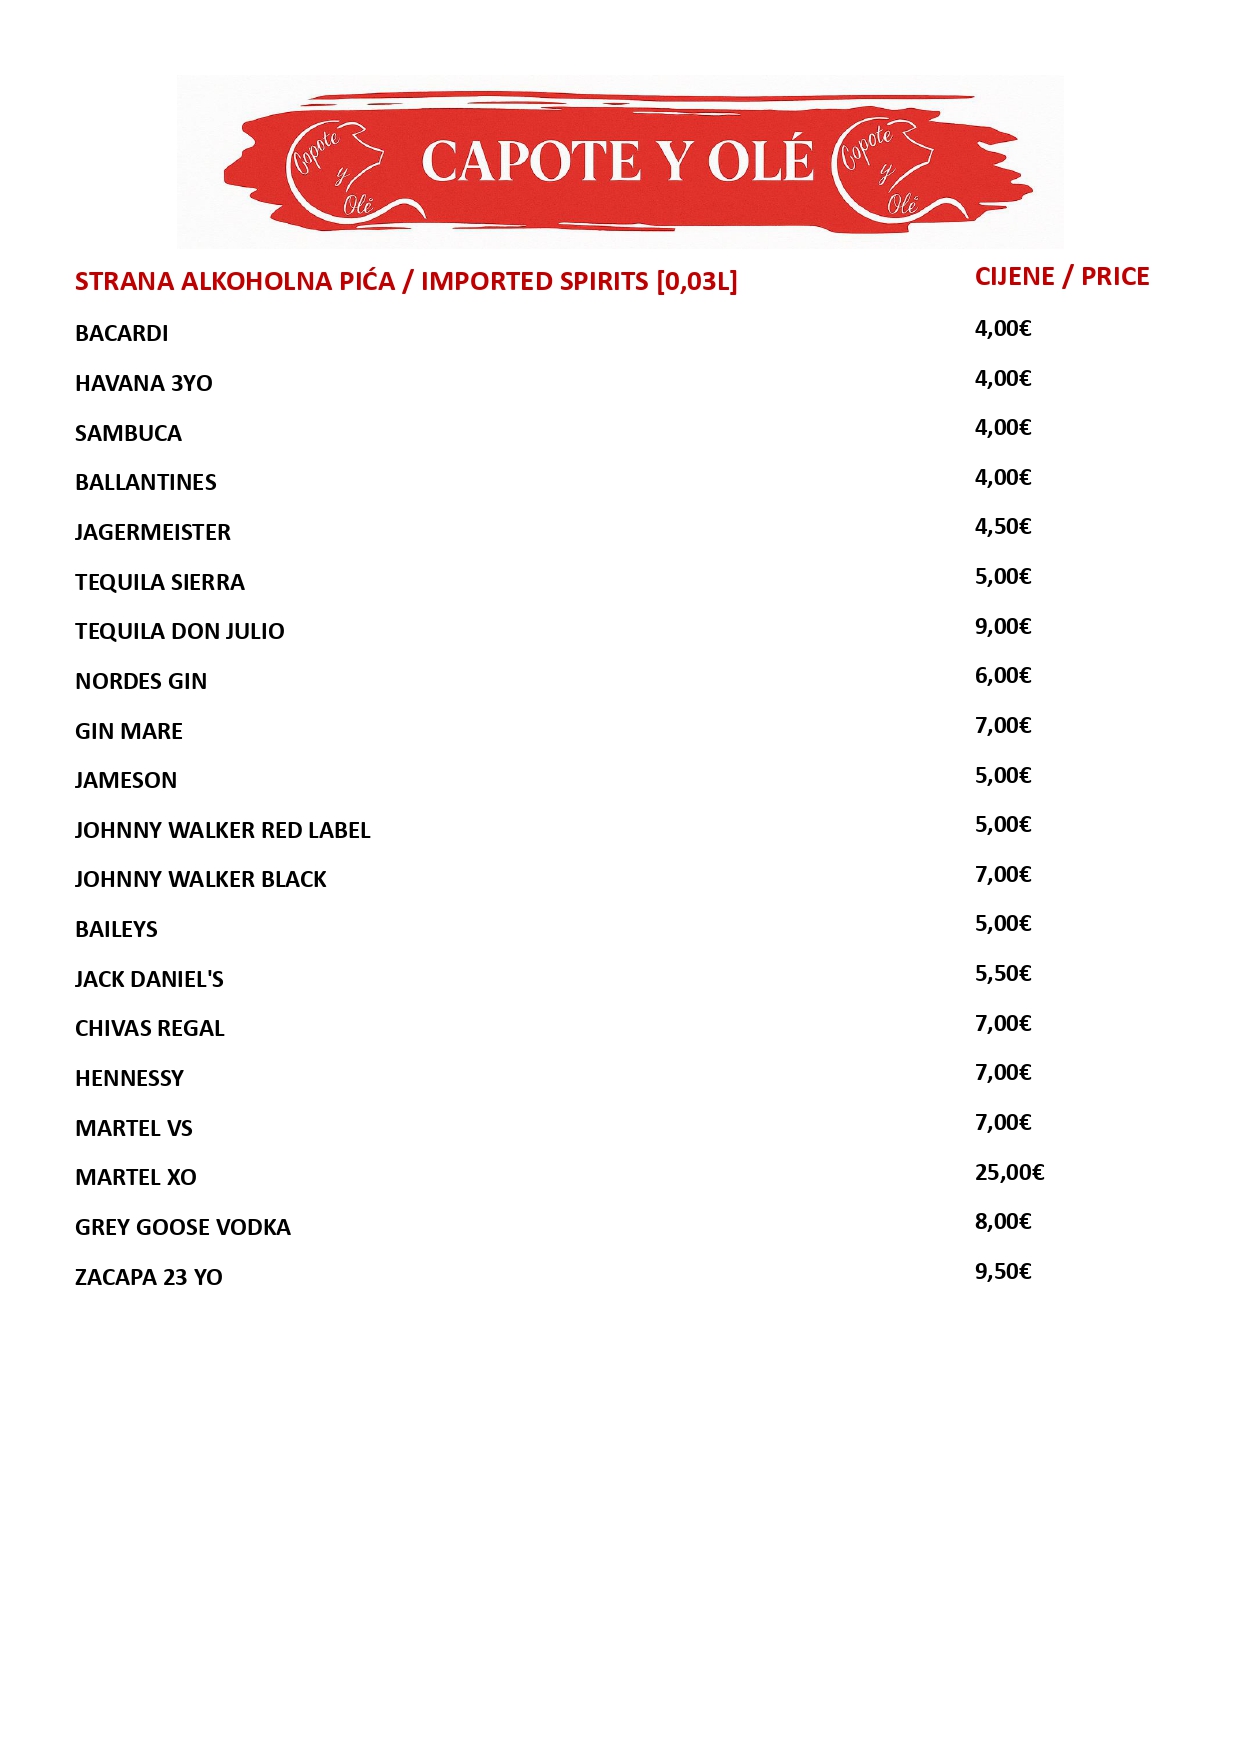 Capote
y
Olé
CAPOTE Y OLÉ
Capote
y
Olé
STRANA ALKOHOLNA PIĆA / IMPORTED SPIRITS [0,03L] CIJENE / PRICE
BACARDI 4,00€
HAVANA 3YO 4,00€
SAMBUCA 4,00€
BALLANTINES 4,00€
JAGERMEISTER 4,50€
TEQUILA SIERRA 5,00€
TEQUILA DON JULIO 9,00€
NORDES GIN 6,00€
GIN MARE 7,00€
JAMESON 5,00€
JOHNNY WALKER RED LABEL 5,00€
JOHNNY WALKER BLACK 7,00€
BAILEYS 5,00€
JACK DANIEL'S 5,50€
CHIVAS REGAL 7,00€
HENNESSY 7,00€
MARTEL VS 7,00€
MARTEL XO 25,00€
GREY GOOSE VODKA 8,00€
ZACAPA 23 YO 9,50€